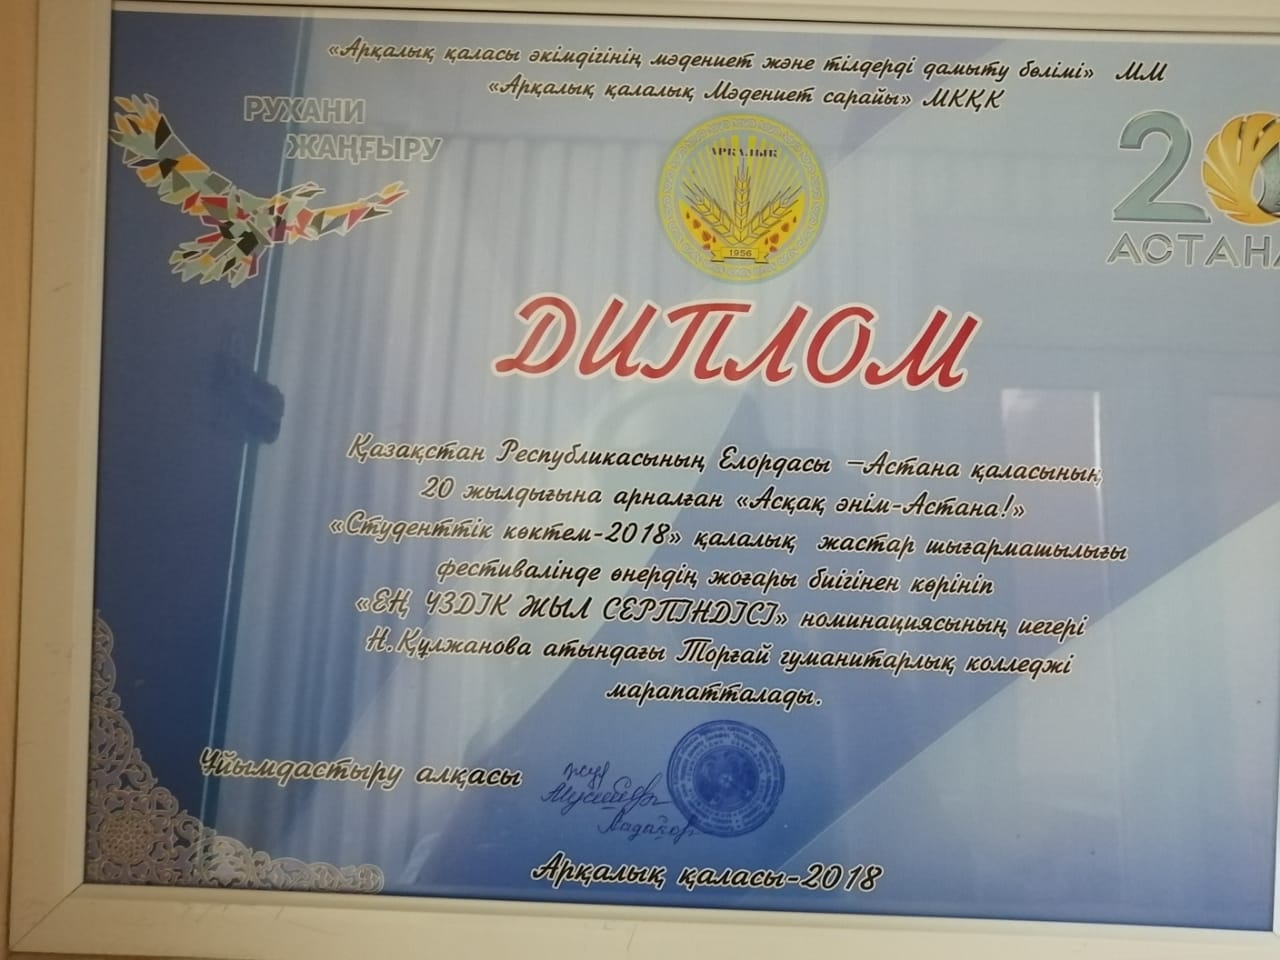 «Арқалық қаласы әкімдігінің мәдениет және тілдерді дамыту бөлімі» ММ
«Арқалық қалалық Мәдениет сарайы» МКҚК
РУХАНИ
ЖАҢҒЫРУ
АРКАЛЫК
1956
20
АСТАНА
ДИПЛОМ
Қазақстан Республикасының Елордасы –Астана қаласының
20 жылдығына арналған «Асқақ әнім-Астана!»
«Студенттік көктем-2018» қалалық жастар шығармашылығы
фестивалінде өнердің жоғары биігінен көрініп
«ЕҢ ҮЗДІК ЖЫЛ СЕРПІНДІСІ» номинациясының иегері
Н.Құлжанова атындағы Торғай гуманитарлық колледжі
марапатталады.
Ұйымдастыру алқасы
Арқалық қаласы-2018